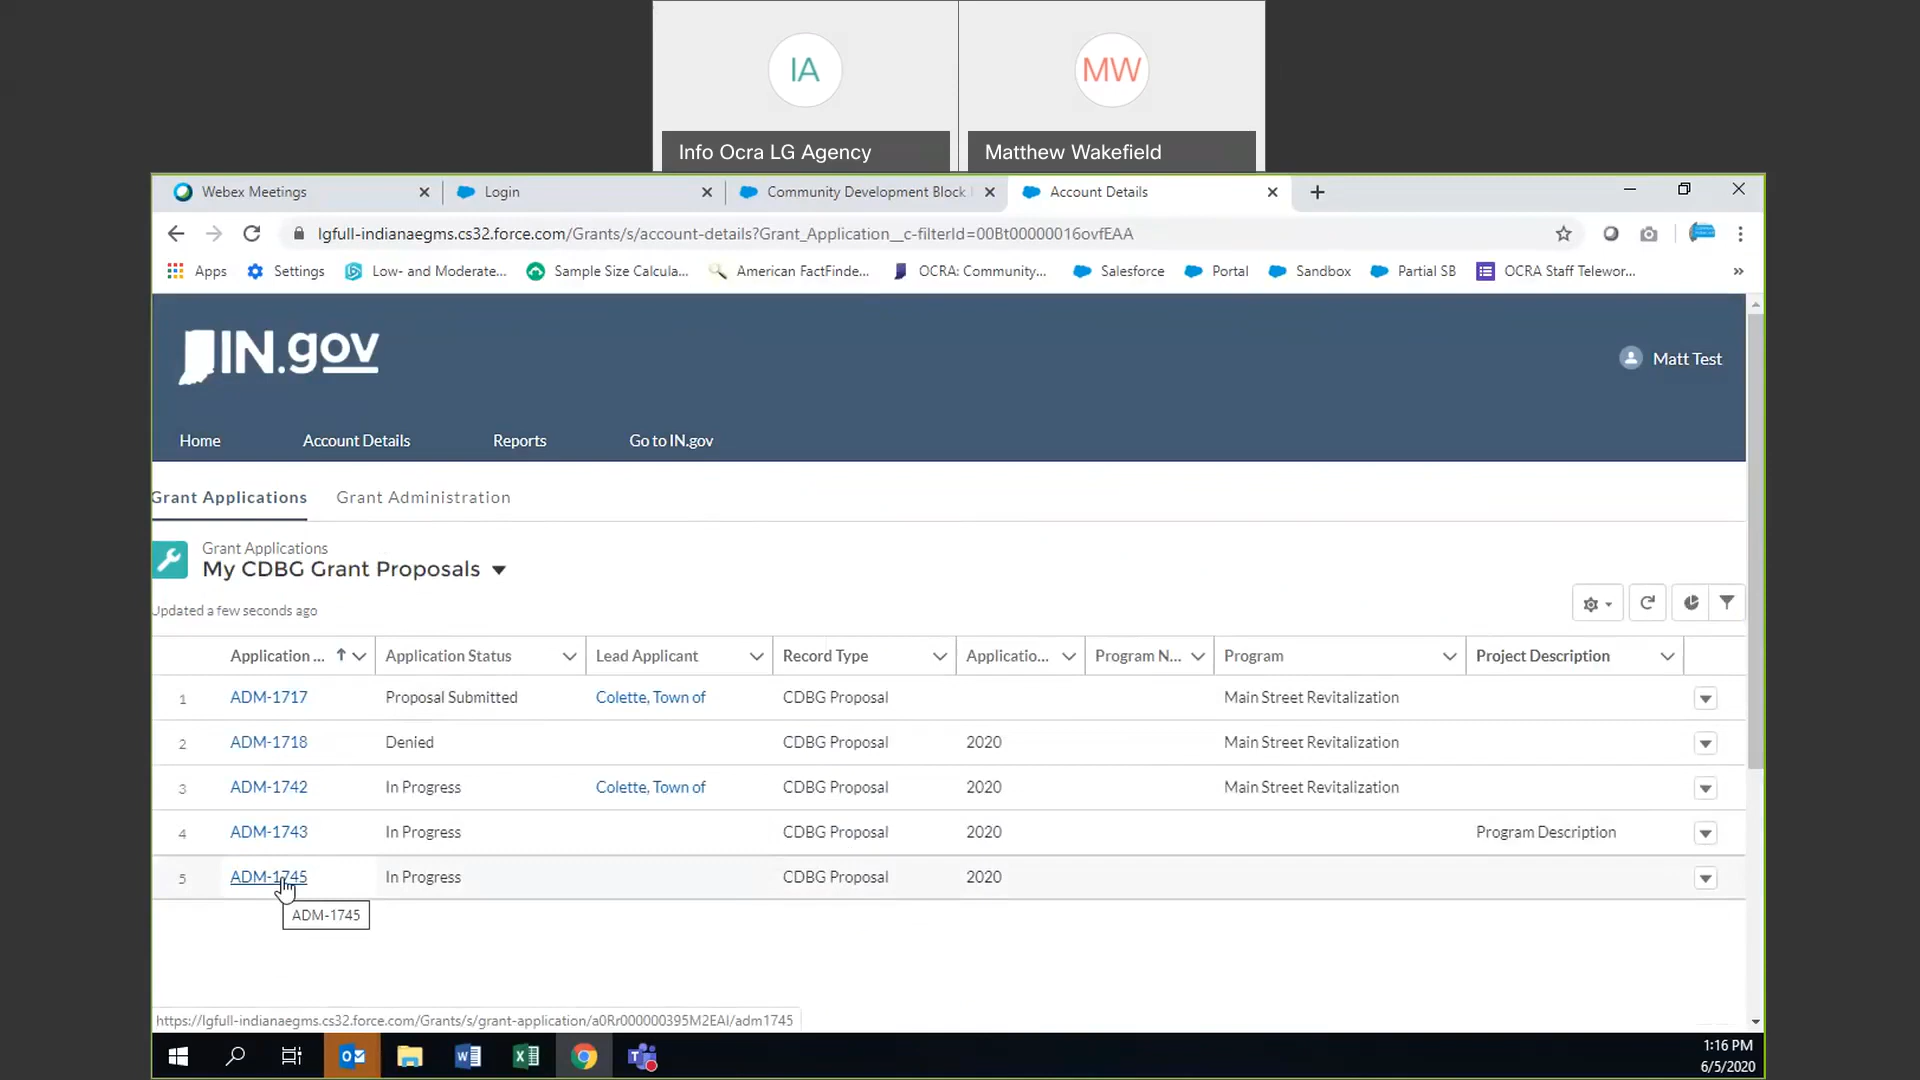 IA
MW
Info Ocra LG Agency
Matthew Wakefield
Webex Meetings
Login
Community Development Block
Account Details
lgfull-indianaegms.cs32.force.com/Grants/s/account-details?Grant_Application__c-filterId=00Bt00000016ovfEAA
Apps
Settings
Low- and Moderate...
Sample Size Calcula...
American FactFinde...
OCRA: Community...
Salesforce
Portal
Sandbox
Partial SB
OCRA Staff Telewor...
»
IN.gov
Matt Test
Home
Account Details
Reports
Go to IN.gov
Grant Applications
Grant Administration
Grant Applications
My CDBG Grant Proposals
Updated a few seconds ago
Application ... Application Status Lead Applicant Record Type Applicatio... Program N... Program Project Description
1 ADM-1717 Proposal Submitted Colette, Town of CDBG Proposal Main Street Revitalization
2 ADM-1718 Denied CDBG Proposal 2020 Main Street Revitalization
3 ADM-1742 In Progress Colette, Town of CDBG Proposal 2020 Main Street Revitalization
4 ADM-1743 In Progress CDBG Proposal 2020 Program Description
5 ADM-1745 In Progress CDBG Proposal 2020
ADM-1745
https://lgfull-indianaegms.cs32.force.com/Grants/s/grant-application/a0Rr000000395M2EAI/adm1745
1:16 PM
6/5/2020